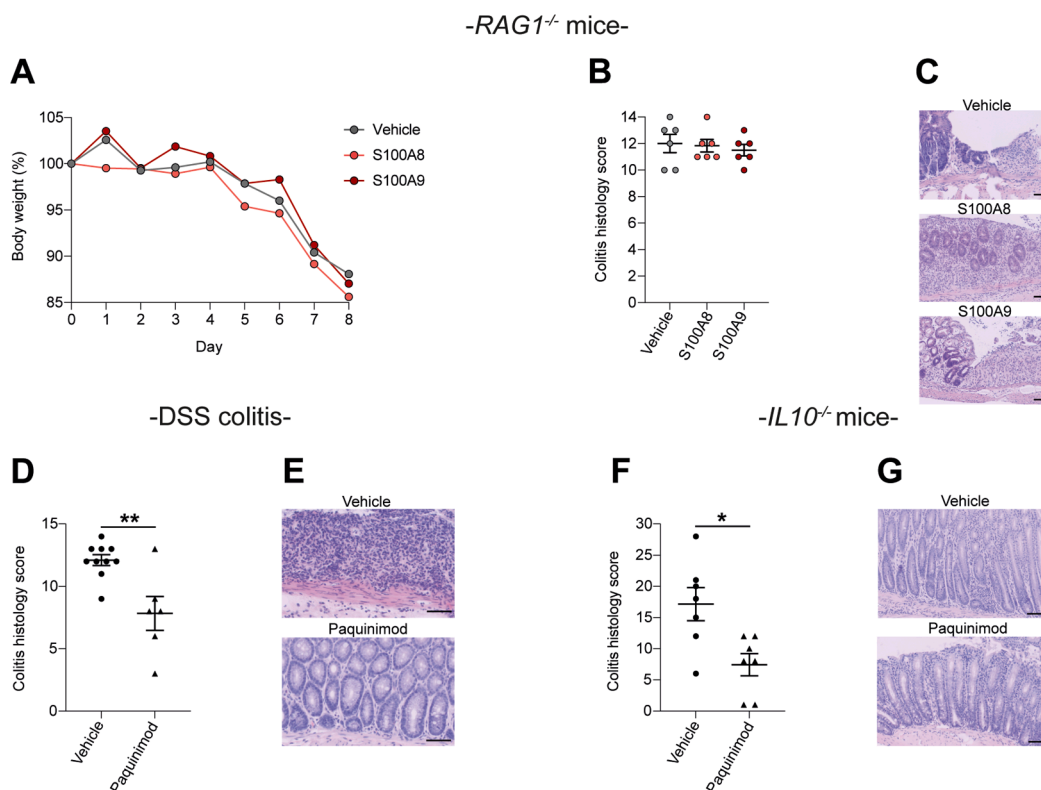 -RAG1-/- mice-
A
105
100
95
90
85
Body weight (%)
0 1 2 3 4 5 6 7 8
Day
Vehicle
S100A8
S100A9
B
14
12
10
8
6
4
2
0
Colitis histology score
Vehicle
S100A8
S100A9
C
Vehicle
S100A8
S100A9
-DSS colitis-
D
15
10
5
0
Colitis histology score
**
Vehicle
Paquinimod
E
Vehicle
Paquinimod
-IL10-/- mice-
F
30
25
20
15
10
5
0
Colitis histology score
*
Vehicle
Paquinimod
G
Vehicle
Paquinimod